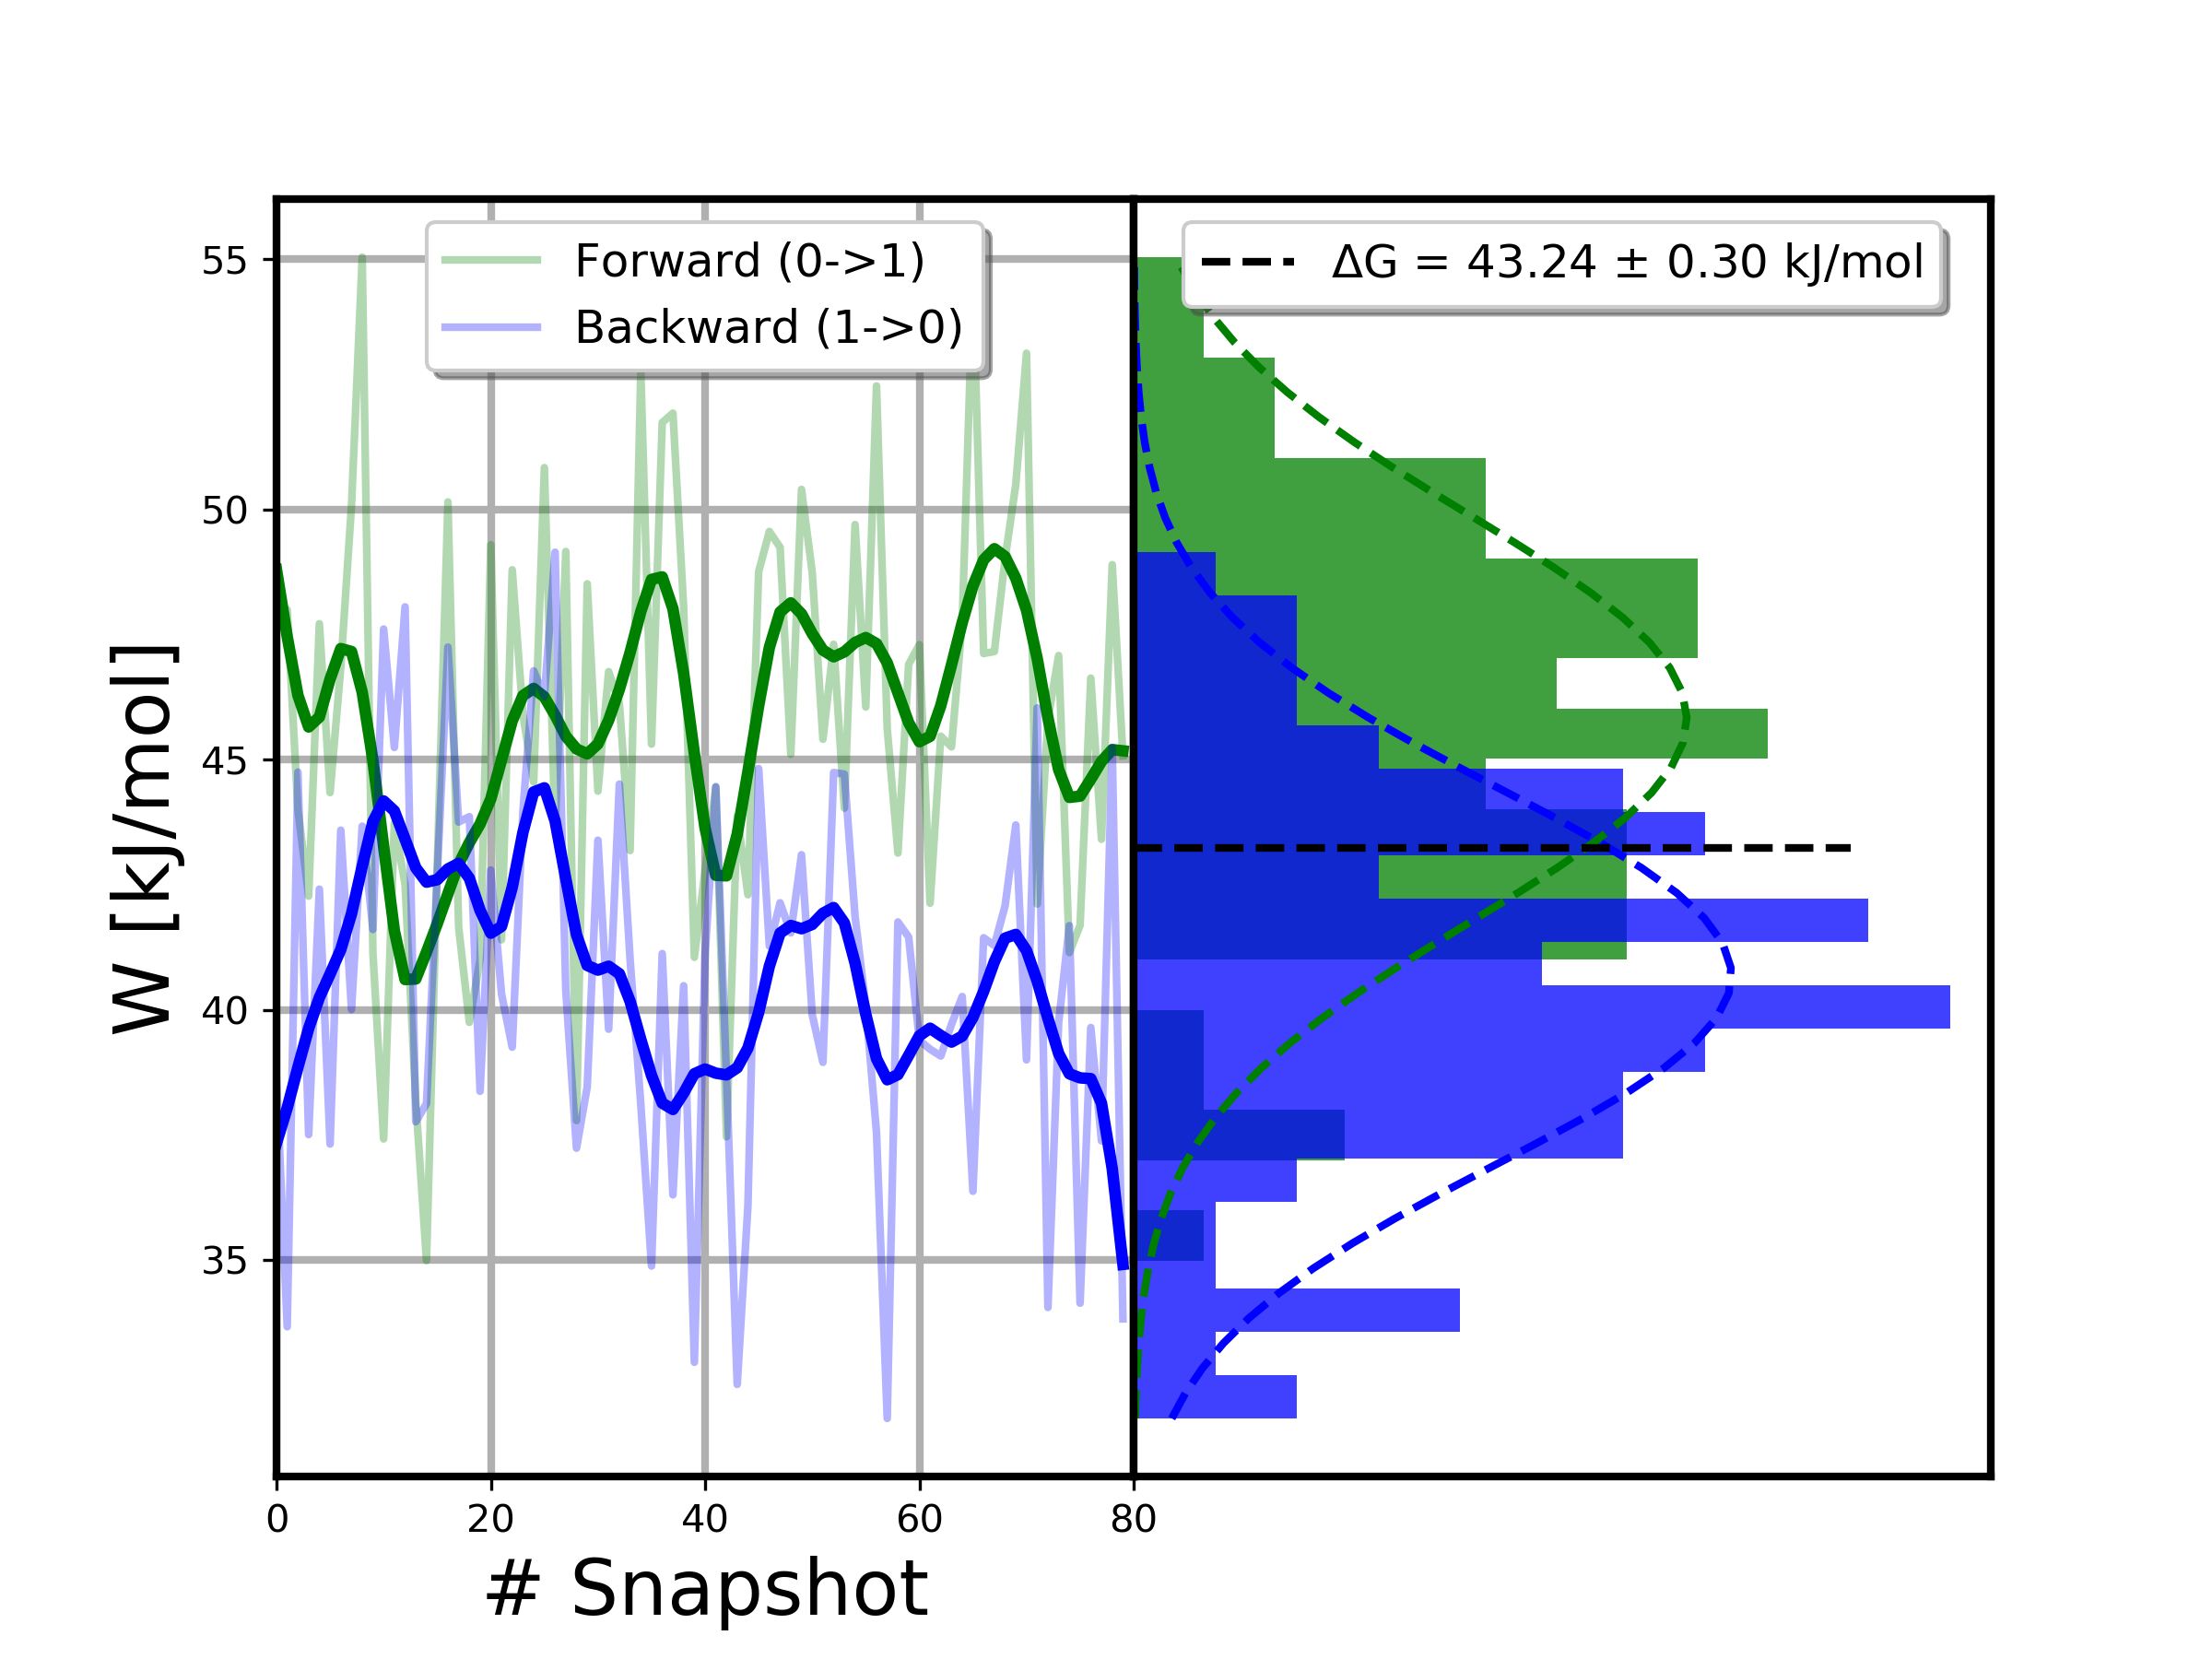 Forward (0->1)
Backward (1->0)
ΔG = 43.24 ± 0.30 kJ/mol
W [kJ/mol]
55
50
45
40
35
0 20 40 60 80
# Snapshot